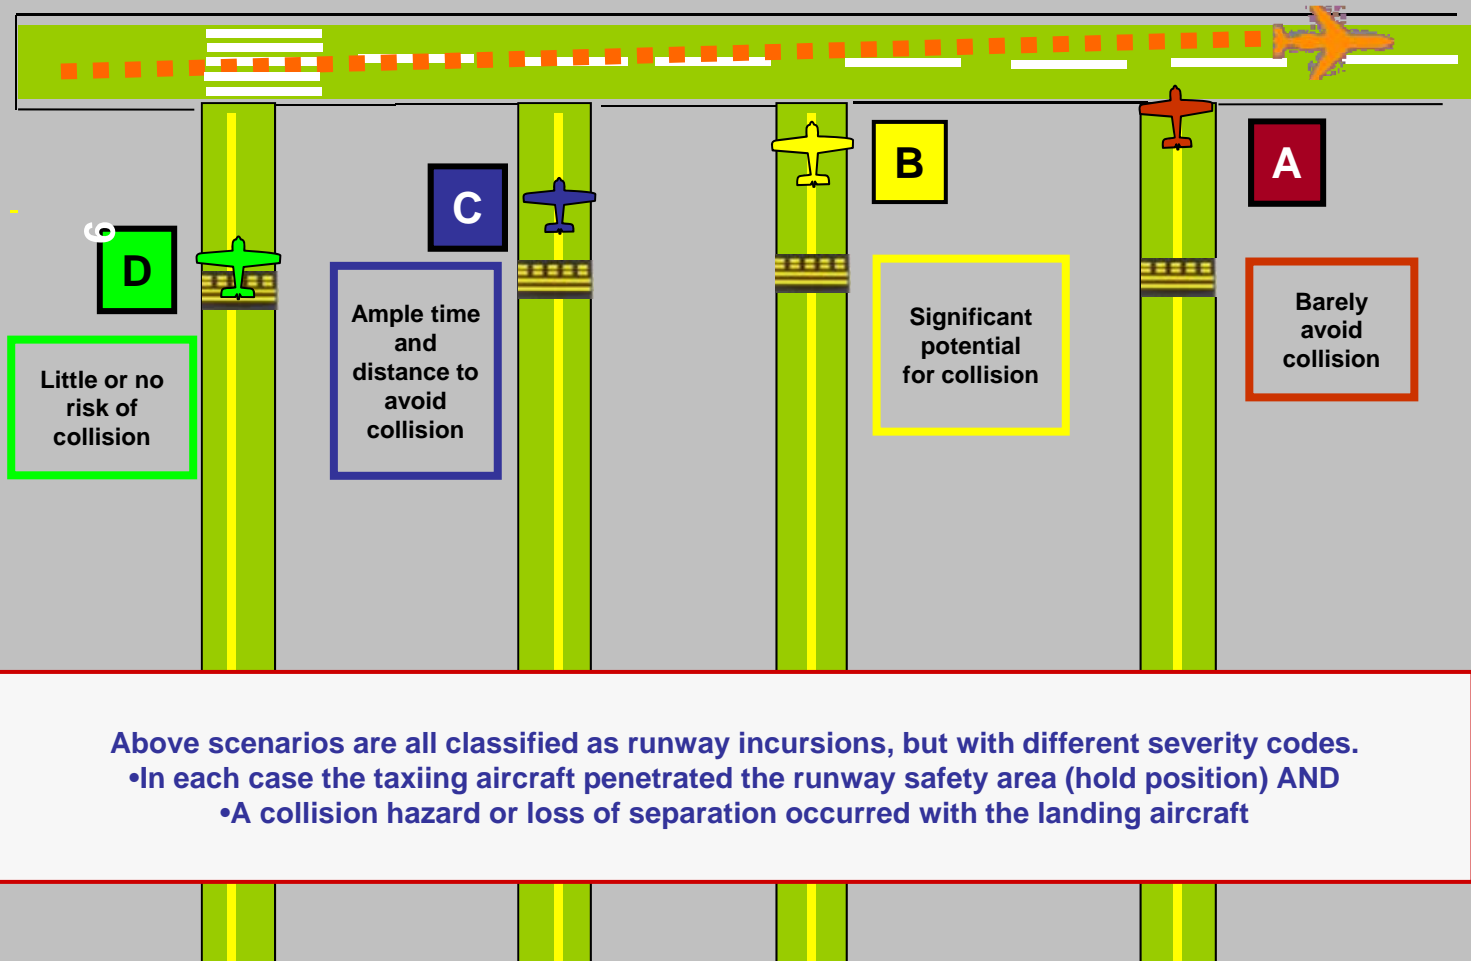 A
B
C
6
D
Barely
avoid
collision
Significant
potential
for collision
Ample time
and
distance to
avoid
collision
Little or no
risk of
collision
Above scenarios are all classified as runway incursions, but with different severity codes.
•In each case the taxiing aircraft penetrated the runway safety area (hold position) AND
•A collision hazard or loss of separation occurred with the landing aircraft